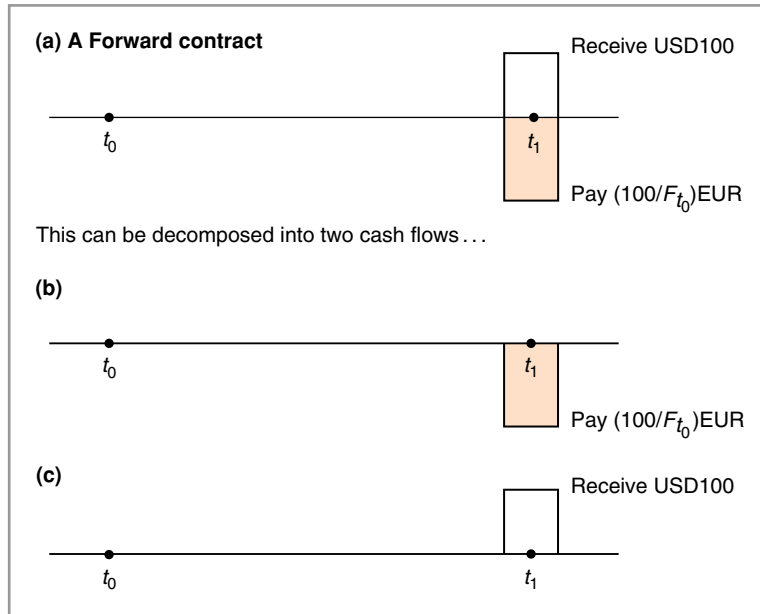 (a) A Forward contract
Receive USD100
t0
t1
Pay (100/Ft0)EUR
This can be decomposed into two cash flows...
(b)
t0
t1
Pay (100/Ft0)EUR
(c)
Receive USD100
t0
t1